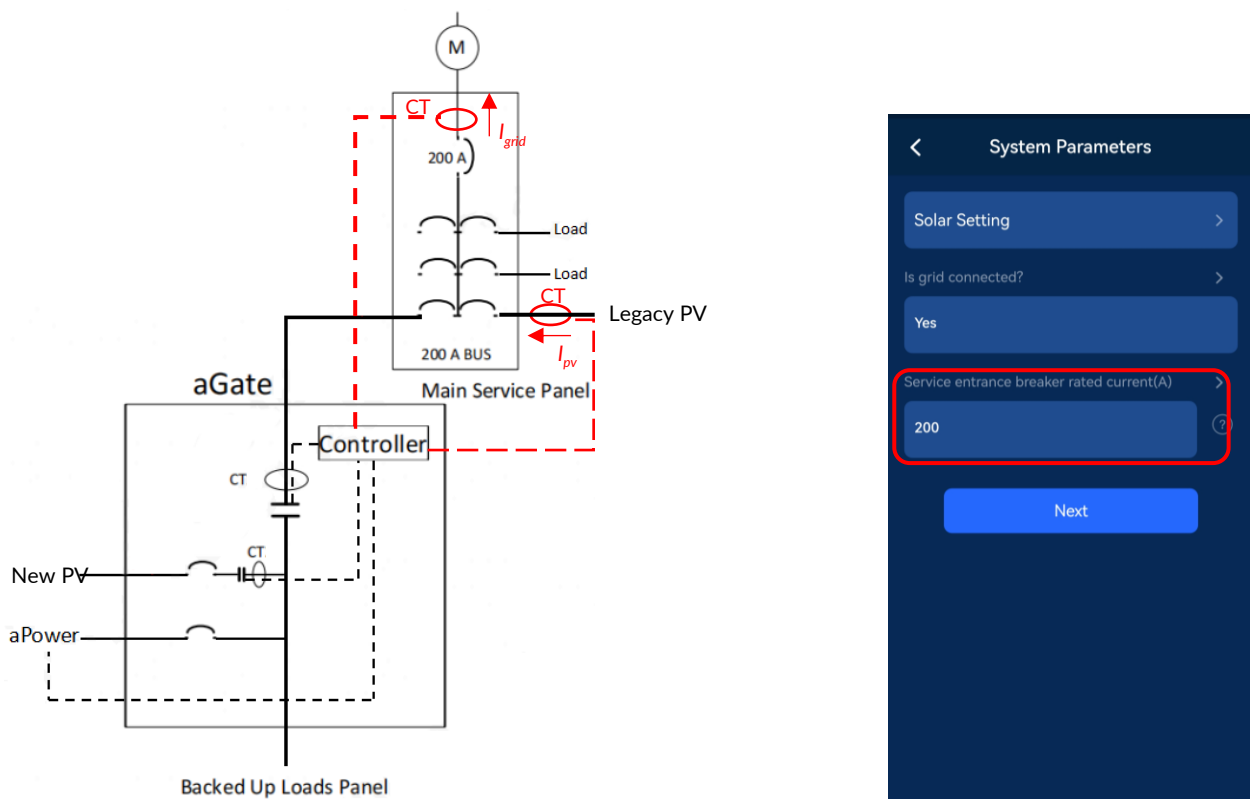 M
CT
I grid
200 A
Load
Load
CT
Legacy PV
I pv
200 A BUS
Main Service Panel
aGate
Controller
CT
CT
New PV
aPower
Backed Up Loads Panel
System Parameters
Solar Setting
Is grid connected?
Yes
Service entrance breaker rated current(A)
200
?
Next